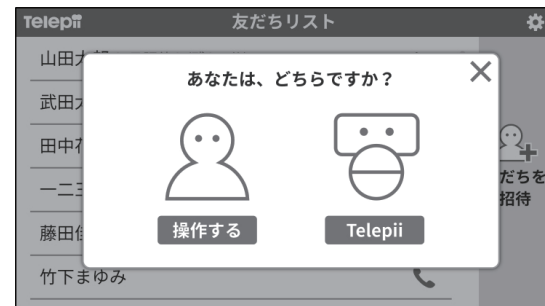 Telepii
友だちリスト
山田
あなたは、どちらですか？
武田
田中
だちを
招待
一二
操作する
Telepii
藤田
竹下まゆみ